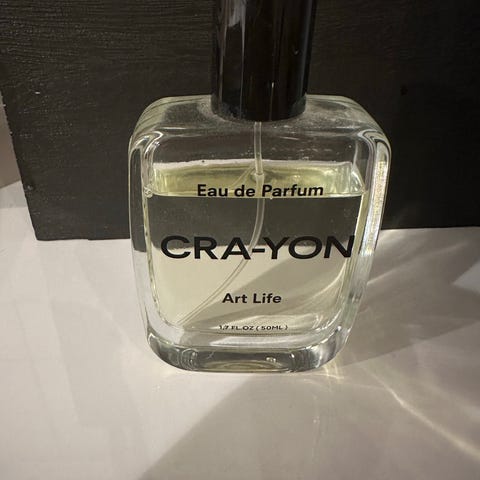 Eau de Parfum
CRA-YON
Art Life
1.7 FL.OZ ( 50ML )